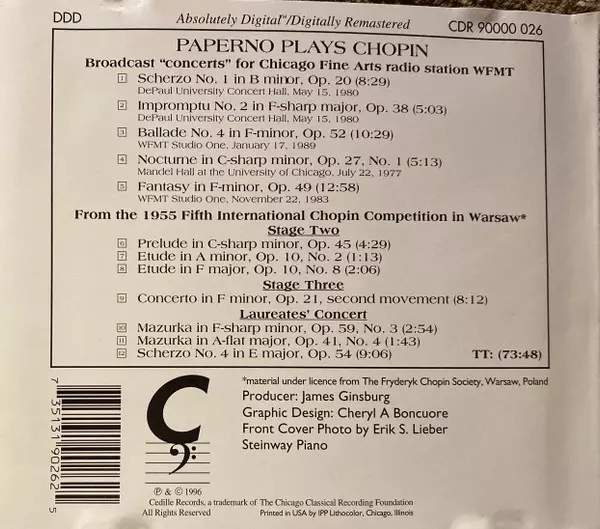 DDD
Absolutely Digital™/Digitally Remastered
CDR 90000 026
PAPERNO PLAYS CHOPIN
Broadcast “concerts” for Chicago Fine Arts radio station WFMT
1 Scherzo No. 1 in B minor, Op. 20 (8:29)
DePaul University Concert Hall, May 15, 1980
2 Impromptu No. 2 in F-sharp major, Op. 38 (5:03)
DePaul University Concert Hall, May 15, 1980
3 Ballade No. 4 in F-minor, Op. 52 (10:29)
WFMT Studio One, January 17, 1989
4 Nocturne in C-sharp minor, Op. 27, No. 1 (5:13)
Mandel Hall at the University of Chicago, July 22, 1977
5 Fantasy in F-minor, Op. 49 (12:58)
WFMT Studio One, November 22, 1983
From the 1955 Fifth International Chopin Competition in Warsaw*
Stage Two
6 Prelude in C-sharp minor, Op. 45 (4:29)
7 Etude in A minor, Op. 10, No. 2 (1:13)
8 Etude in F major, Op. 10, No. 8 (2:06)
Stage Three
9 Concerto in F minor, Op. 21, second movement (8:12)
Laureates’ Concert
10 Mazurka in F-sharp minor, Op. 59, No. 3 (2:54)
11 Mazurka in A-flat major, Op. 41, No. 4 (1:43)
12 Scherzo No. 4 in E major, Op. 54 (9:06)
TT: (73:48)
*material under licence from The Fryderyk Chopin Society, Warsaw, Poland
Producer: James Ginsburg
Graphic Design: Cheryl A Boncuore
Front Cover Photo by Erik S. Lieber
Steinway Piano
7 35131 90262 5
C
℗ & © 1996
Cedille Records, a trademark of The Chicago Classical Recording Foundation
All Rights Reserved
Printed in USA by IPP Lithocolor, Chicago, Illinois